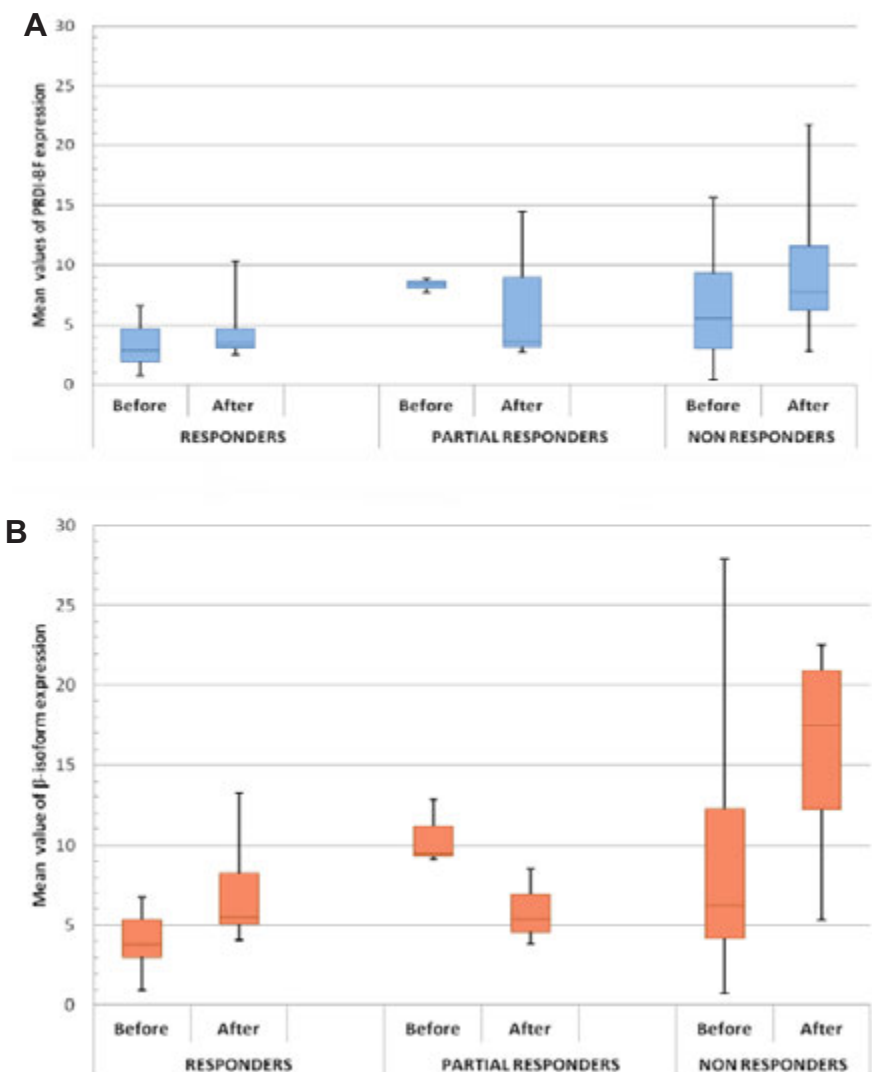 A
Mean values of PRDI-BF expression
30
25
20
15
10
5
0
Before After Before After Before After
RESPONDERS PARTIAL RESPONDERS NON RESPONDERS
B
Mean value of β-isoform expression
30
25
20
15
10
5
0
Before After Before After Before After
RESPONDERS PARTIAL RESPONDERS NON RESPONDERS